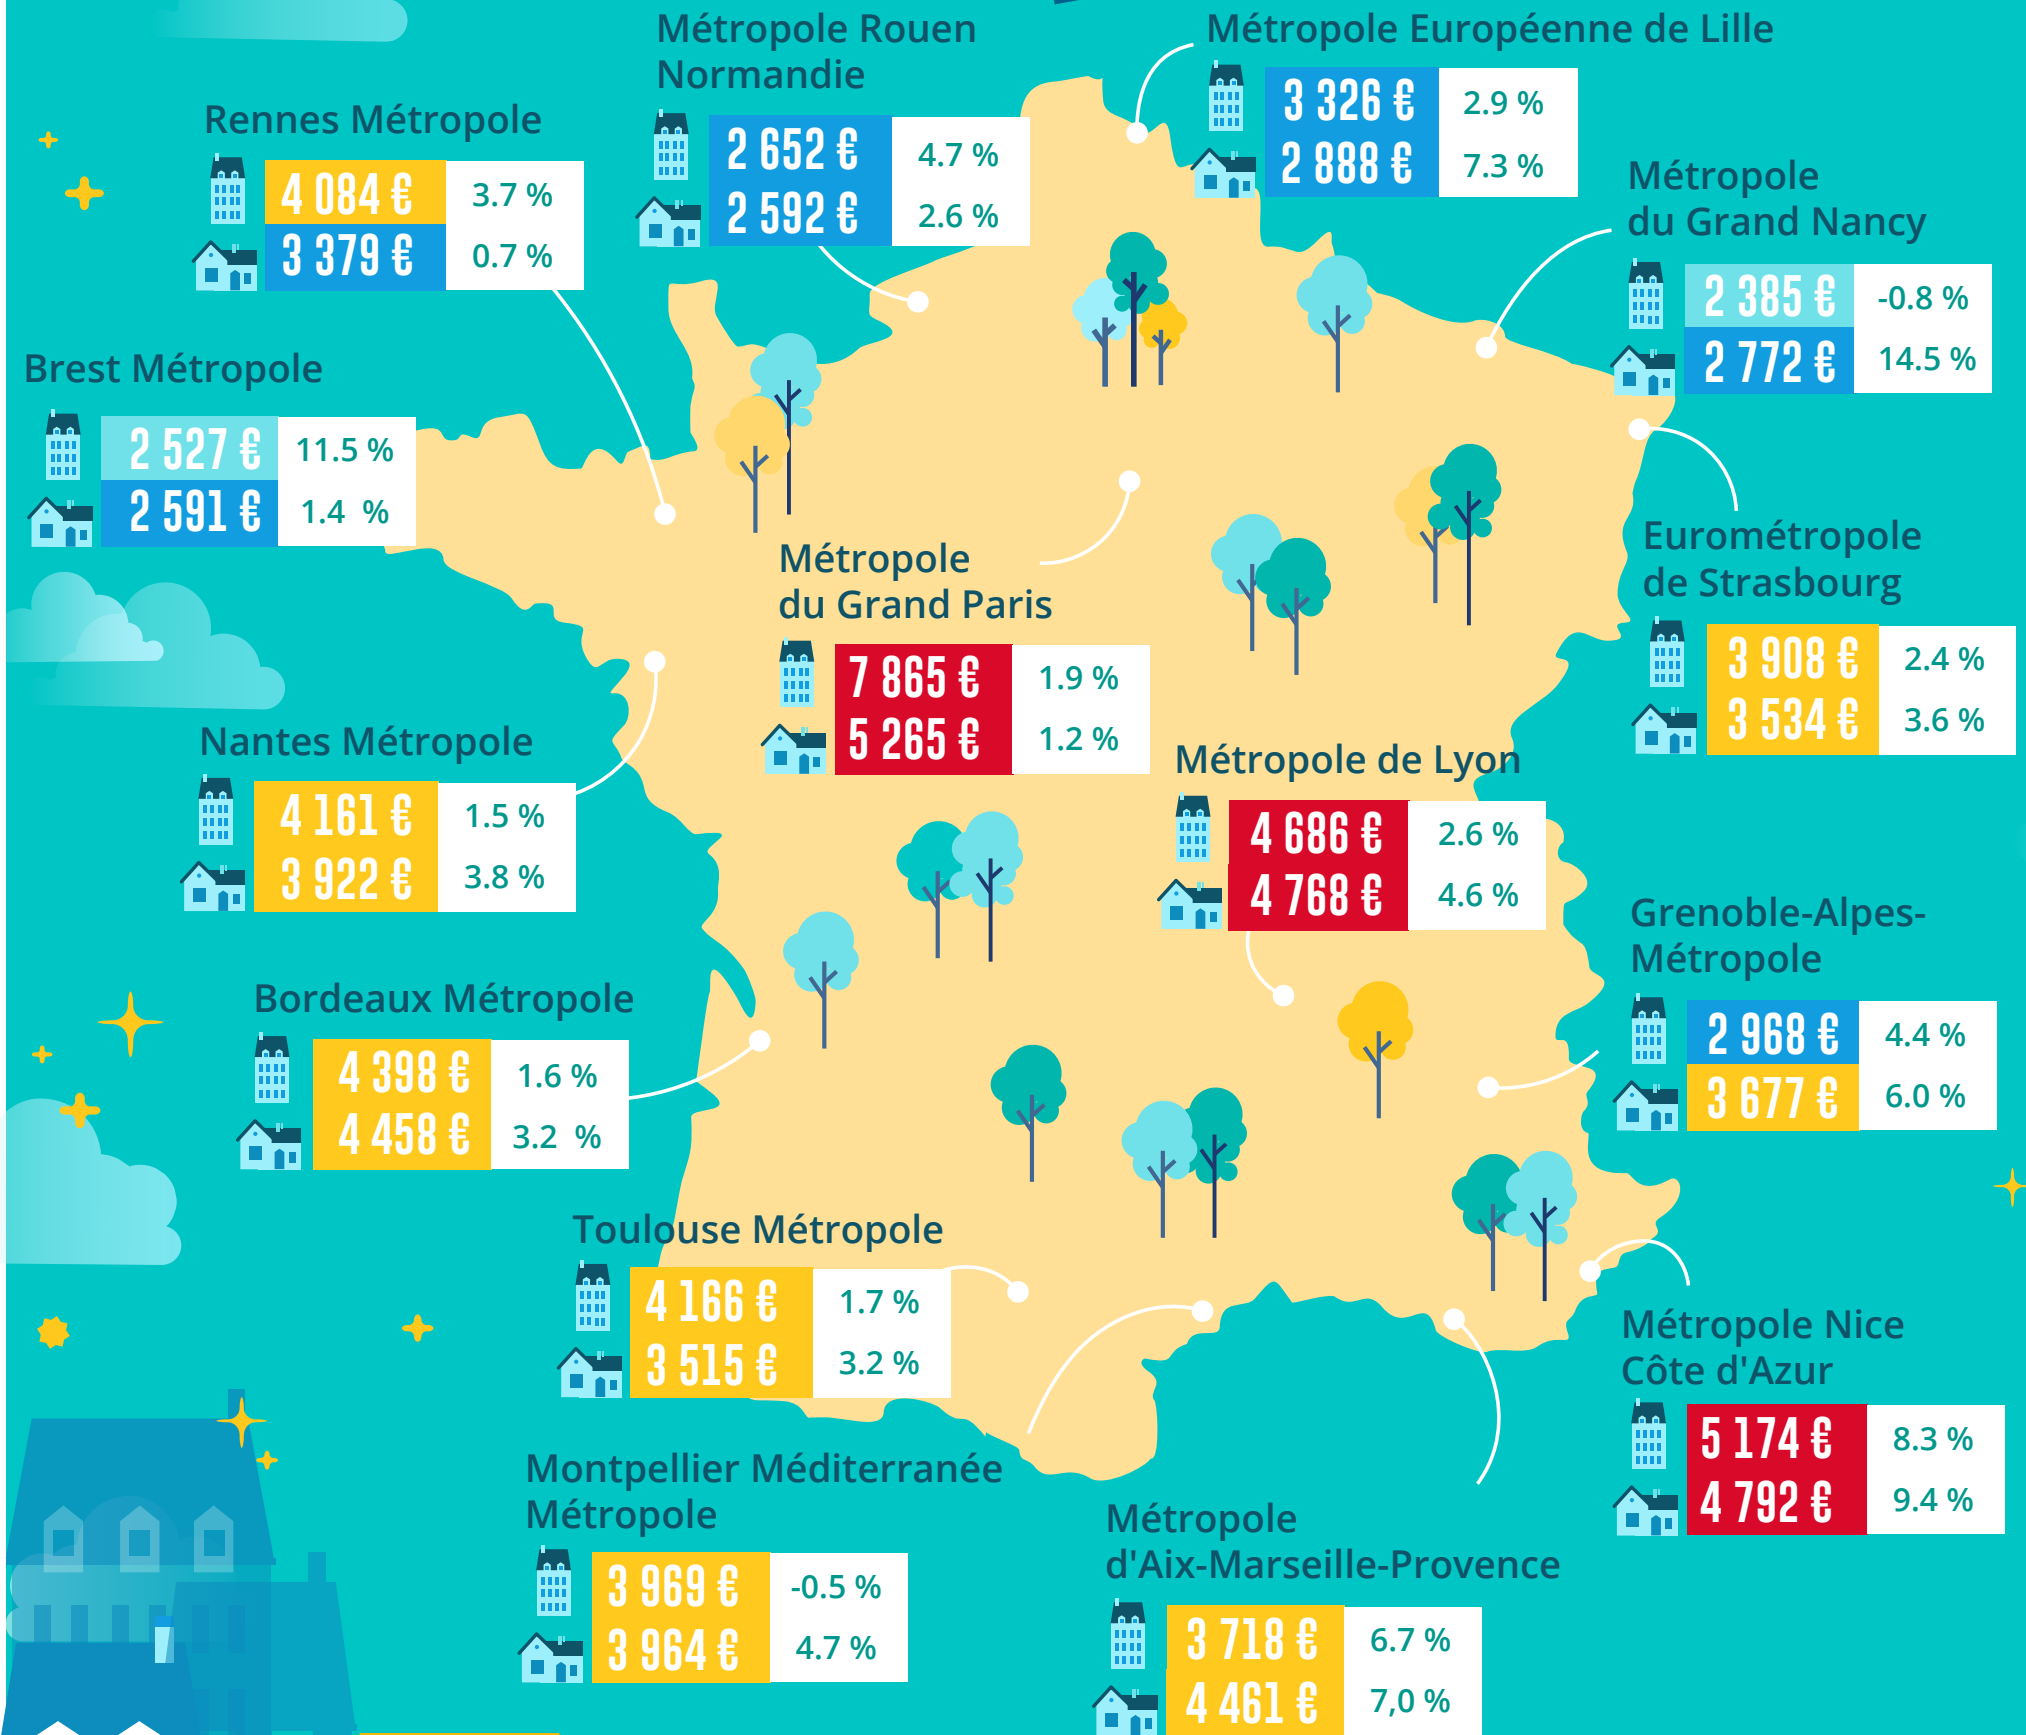 Métropole Rouen
Normandie
2 652 € 4.7 %
2 592 € 2.6 %
Métropole Européenne de Lille
3 326 € 2.9 %
2 888 € 7.3 %
Rennes Métropole
4 084 € 3.7 %
3 379 € 0.7 %
Métropole
du Grand Nancy
2 385 € -0.8 %
2 772 € 14.5 %
Brest Métropole
2 527 € 11.5 %
2 591 € 1.4 %
Métropole
du Grand Paris
7 865 € 1.9 %
5 265 € 1.2 %
Eurométropole
de Strasbourg
3 908 € 2.4 %
3 534 € 3.6 %
Nantes Métropole
4 161 € 1.5 %
3 922 € 3.8 %
Métropole de Lyon
4 686 € 2.6 %
4 768 € 4.6 %
Grenoble-Alpes-
Métropole
2 968 € 4.4 %
3 677 € 6.0 %
Bordeaux Métropole
4 398 € 1.6 %
4 458 € 3.2 %
Toulouse Métropole
4 166 € 1.7 %
3 515 € 3.2 %
Métropole Nice
Côte d'Azur
5 174 € 8.3 %
4 792 € 9.4 %
Montpellier Méditerranée
Métropole
3 969 € -0.5 %
3 964 € 4.7 %
Métropole
d'Aix-Marseille-Provence
3 718 € 6.7 %
4 461 € 7,0 %